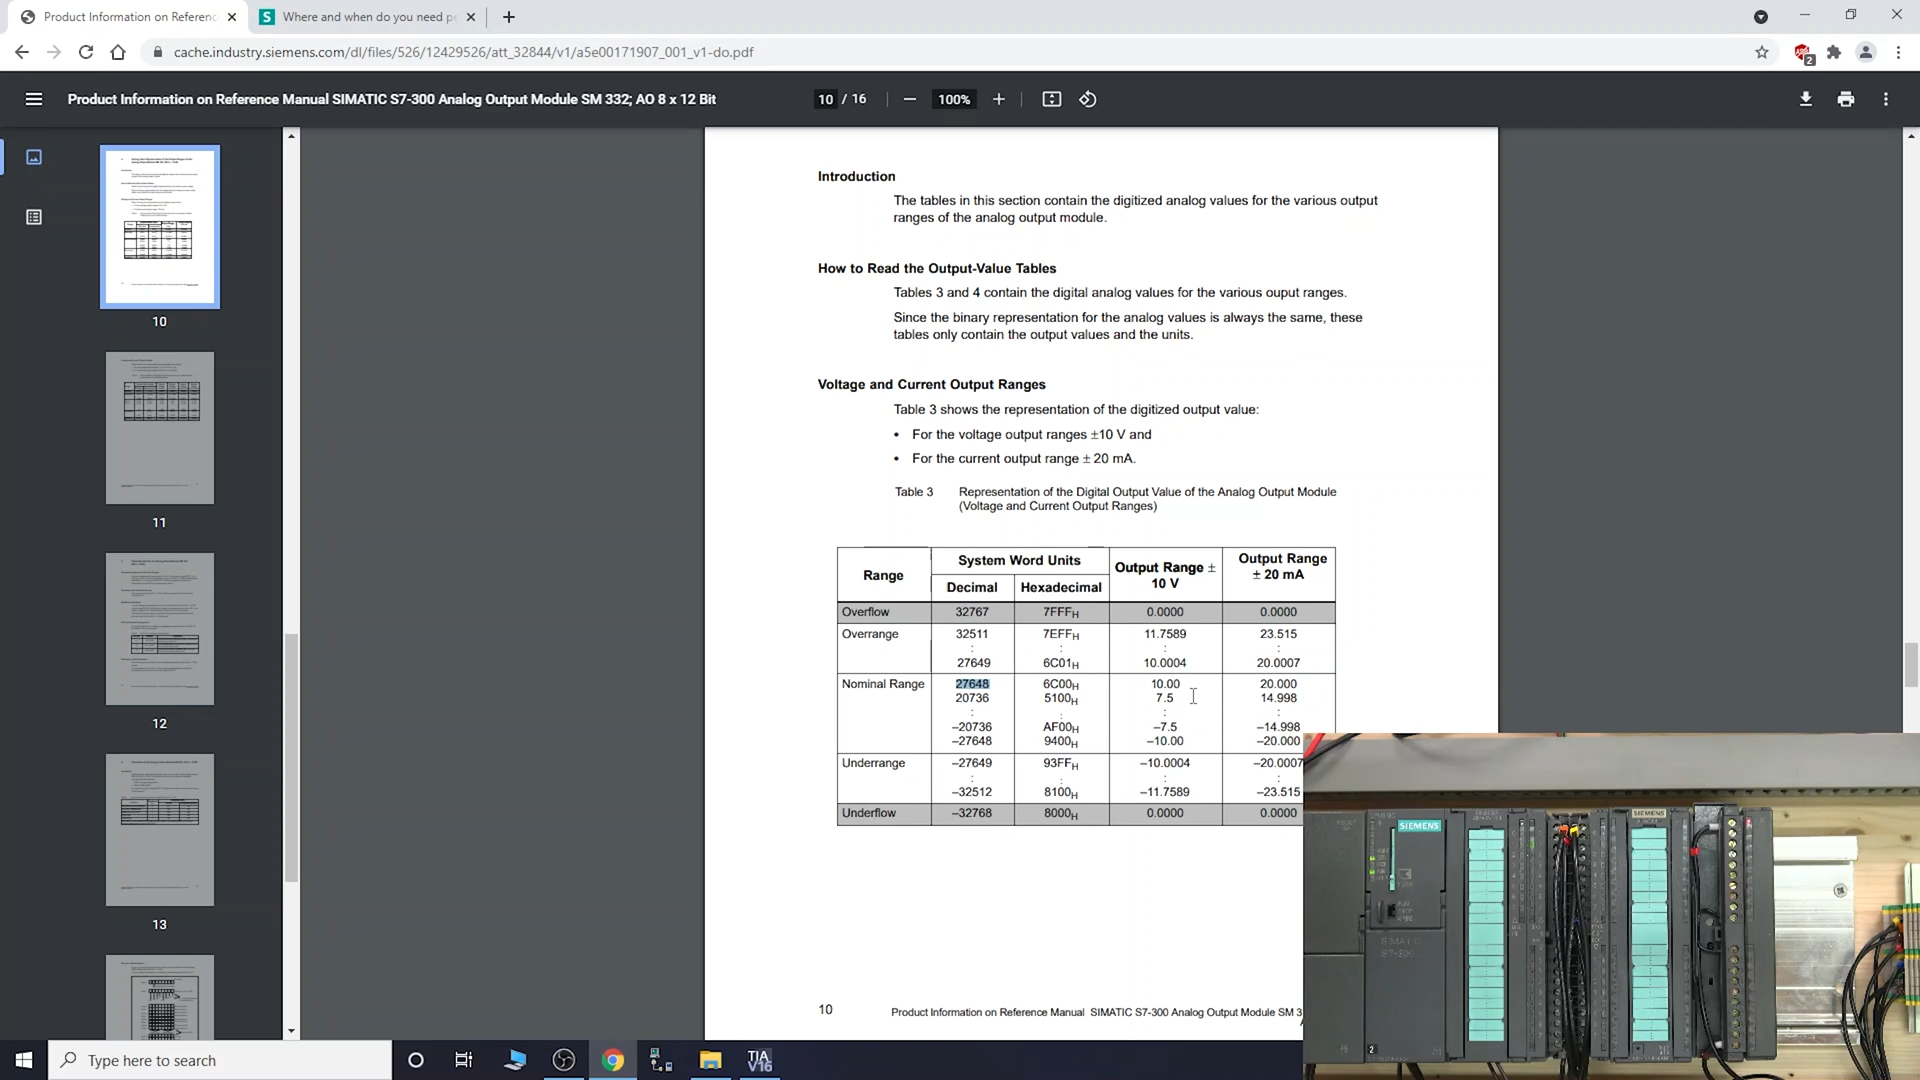 Product Information on Referenc
Where and when do you need pe
cache.industry.siemens.com/dl/files/526/12429526/att_32844/v1/a5e00171907_001_v1-do.pdf
2
Product Information on Reference Manual SIMATIC S7-300 Analog Output Module SM 332; AO 8 x 12 Bit
10 / 16
100%
10
11
12
13
Introduction
The tables in this section contain the digitized analog values for the various output
ranges of the analog output module.
How to Read the Output-Value Tables
Tables 3 and 4 contain the digital analog values for the various ouput ranges.
Since the binary representation for the analog values is always the same, these
tables only contain the output values and the units.
Voltage and Current Output Ranges
Table 3 shows the representation of the digitized output value:
• For the voltage output ranges ±10 V and
• For the current output range ± 20 mA.
Table 3 Representation of the Digital Output Value of the Analog Output Module
(Voltage and Current Output Ranges)
Range System Word Units Output Range ± 10 V Output Range ± 20 mA
Decimal Hexadecimal
Overflow 32767 7FFFH 0.0000 0.0000
Overrange 32511 7EFFH 11.7589 23.515
: : : :
27649 6C01H 10.0004 20.0007
Nominal Range 27648 6C00H 10.00 20.000
20736 5100H 7.5 14.998
: : : :
–20736 AF00H –7.5 –14.998
–27648 9400H –10.00 –20.000
Underrange –27649 93FFH –10.0004 –20.0007
: : : :
–32512 8100H –11.7589 –23.515
Underflow –32768 8000H 0.0000 0.0000
10 Product Information on Reference Manual SIMATIC S7-300 Analog Output Module SM 3
SIEMENS
SIEMENS
SIMATIC
S7-300
2
Type here to search
TIA
V16